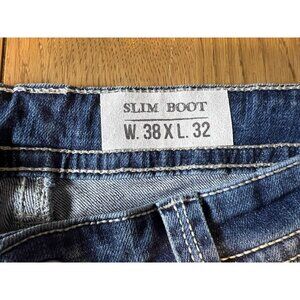 SLIM BOOT
W. 38 X L. 32